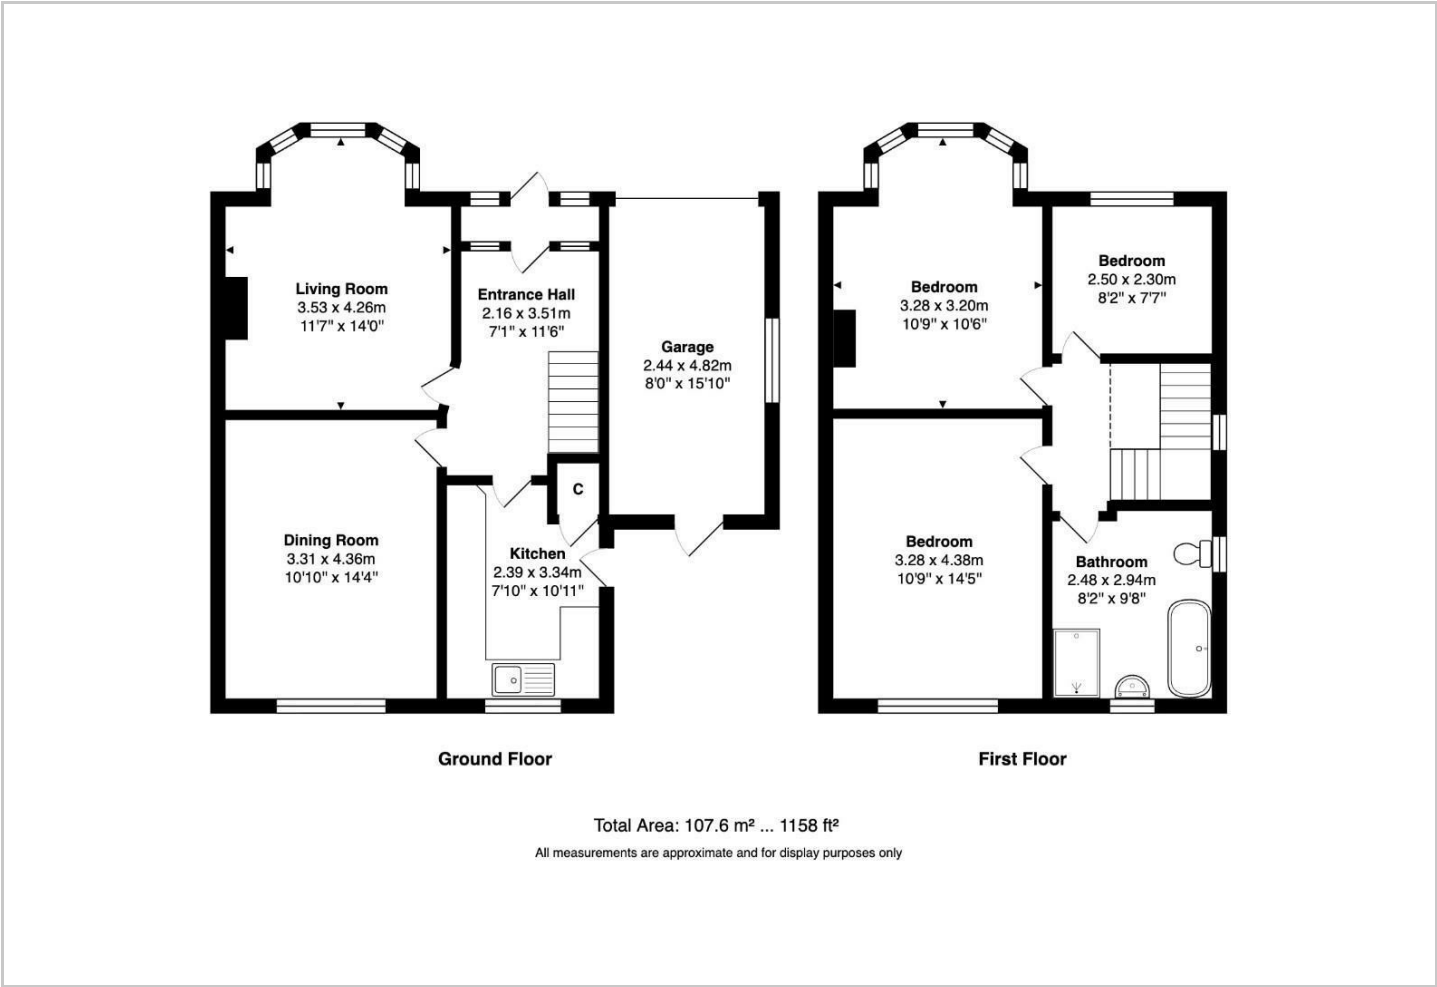 Living Room
3.53 x 4.26m
11'7" x 14'0"
Entrance Hall
2.16 x 3.51m
7'1" x 11'6"
Garage
2.44 x 4.82m
8'0" x 15'10"
C
Dining Room
3.31 x 4.36m
10'10" x 14'4"
Kitchen
2.39 x 3.34m
7'10" x 10'11"
Ground Floor
Bedroom
3.28 x 3.20m
10'9" x 10'6"
Bedroom
2.50 x 2.30m
8'2" x 7'7"
Bedroom
3.28 x 4.38m
10'9" x 14'5"
Bathroom
2.48 x 2.94m
8'2" x 9'8"
First Floor
Total Area: 107.6 m² ... 1158 ft²
All measurements are approximate and for display purposes only